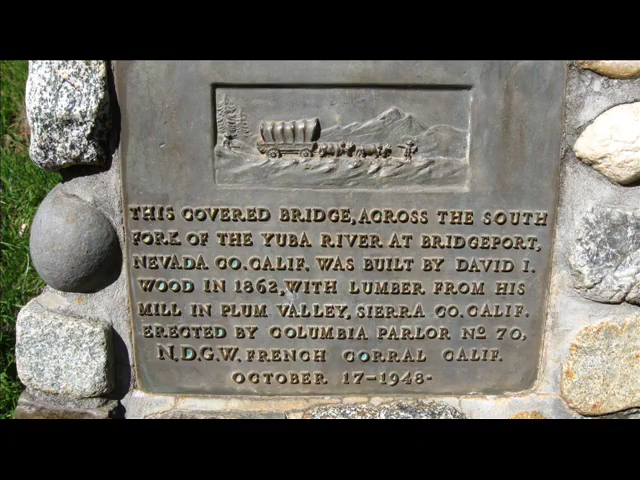 THIS COVERED BRIDGE, ACROSS THE SOUTH
FORK OF THE YUBA RIVER AT BRIDGEPORT,
NEVADA CO. CALIF. WAS BUILT BY DAVID I.
WOOD IN 1862, WITH LUMBER FROM HIS
MILL IN PLUM VALLEY, SIERRA CO. CALIF.
ERECTED BY COLUMBIA PARLOR Nº 70,
N.D.G.W. FRENCH CORRAL CALIF.
OCTOBER 17-1948-